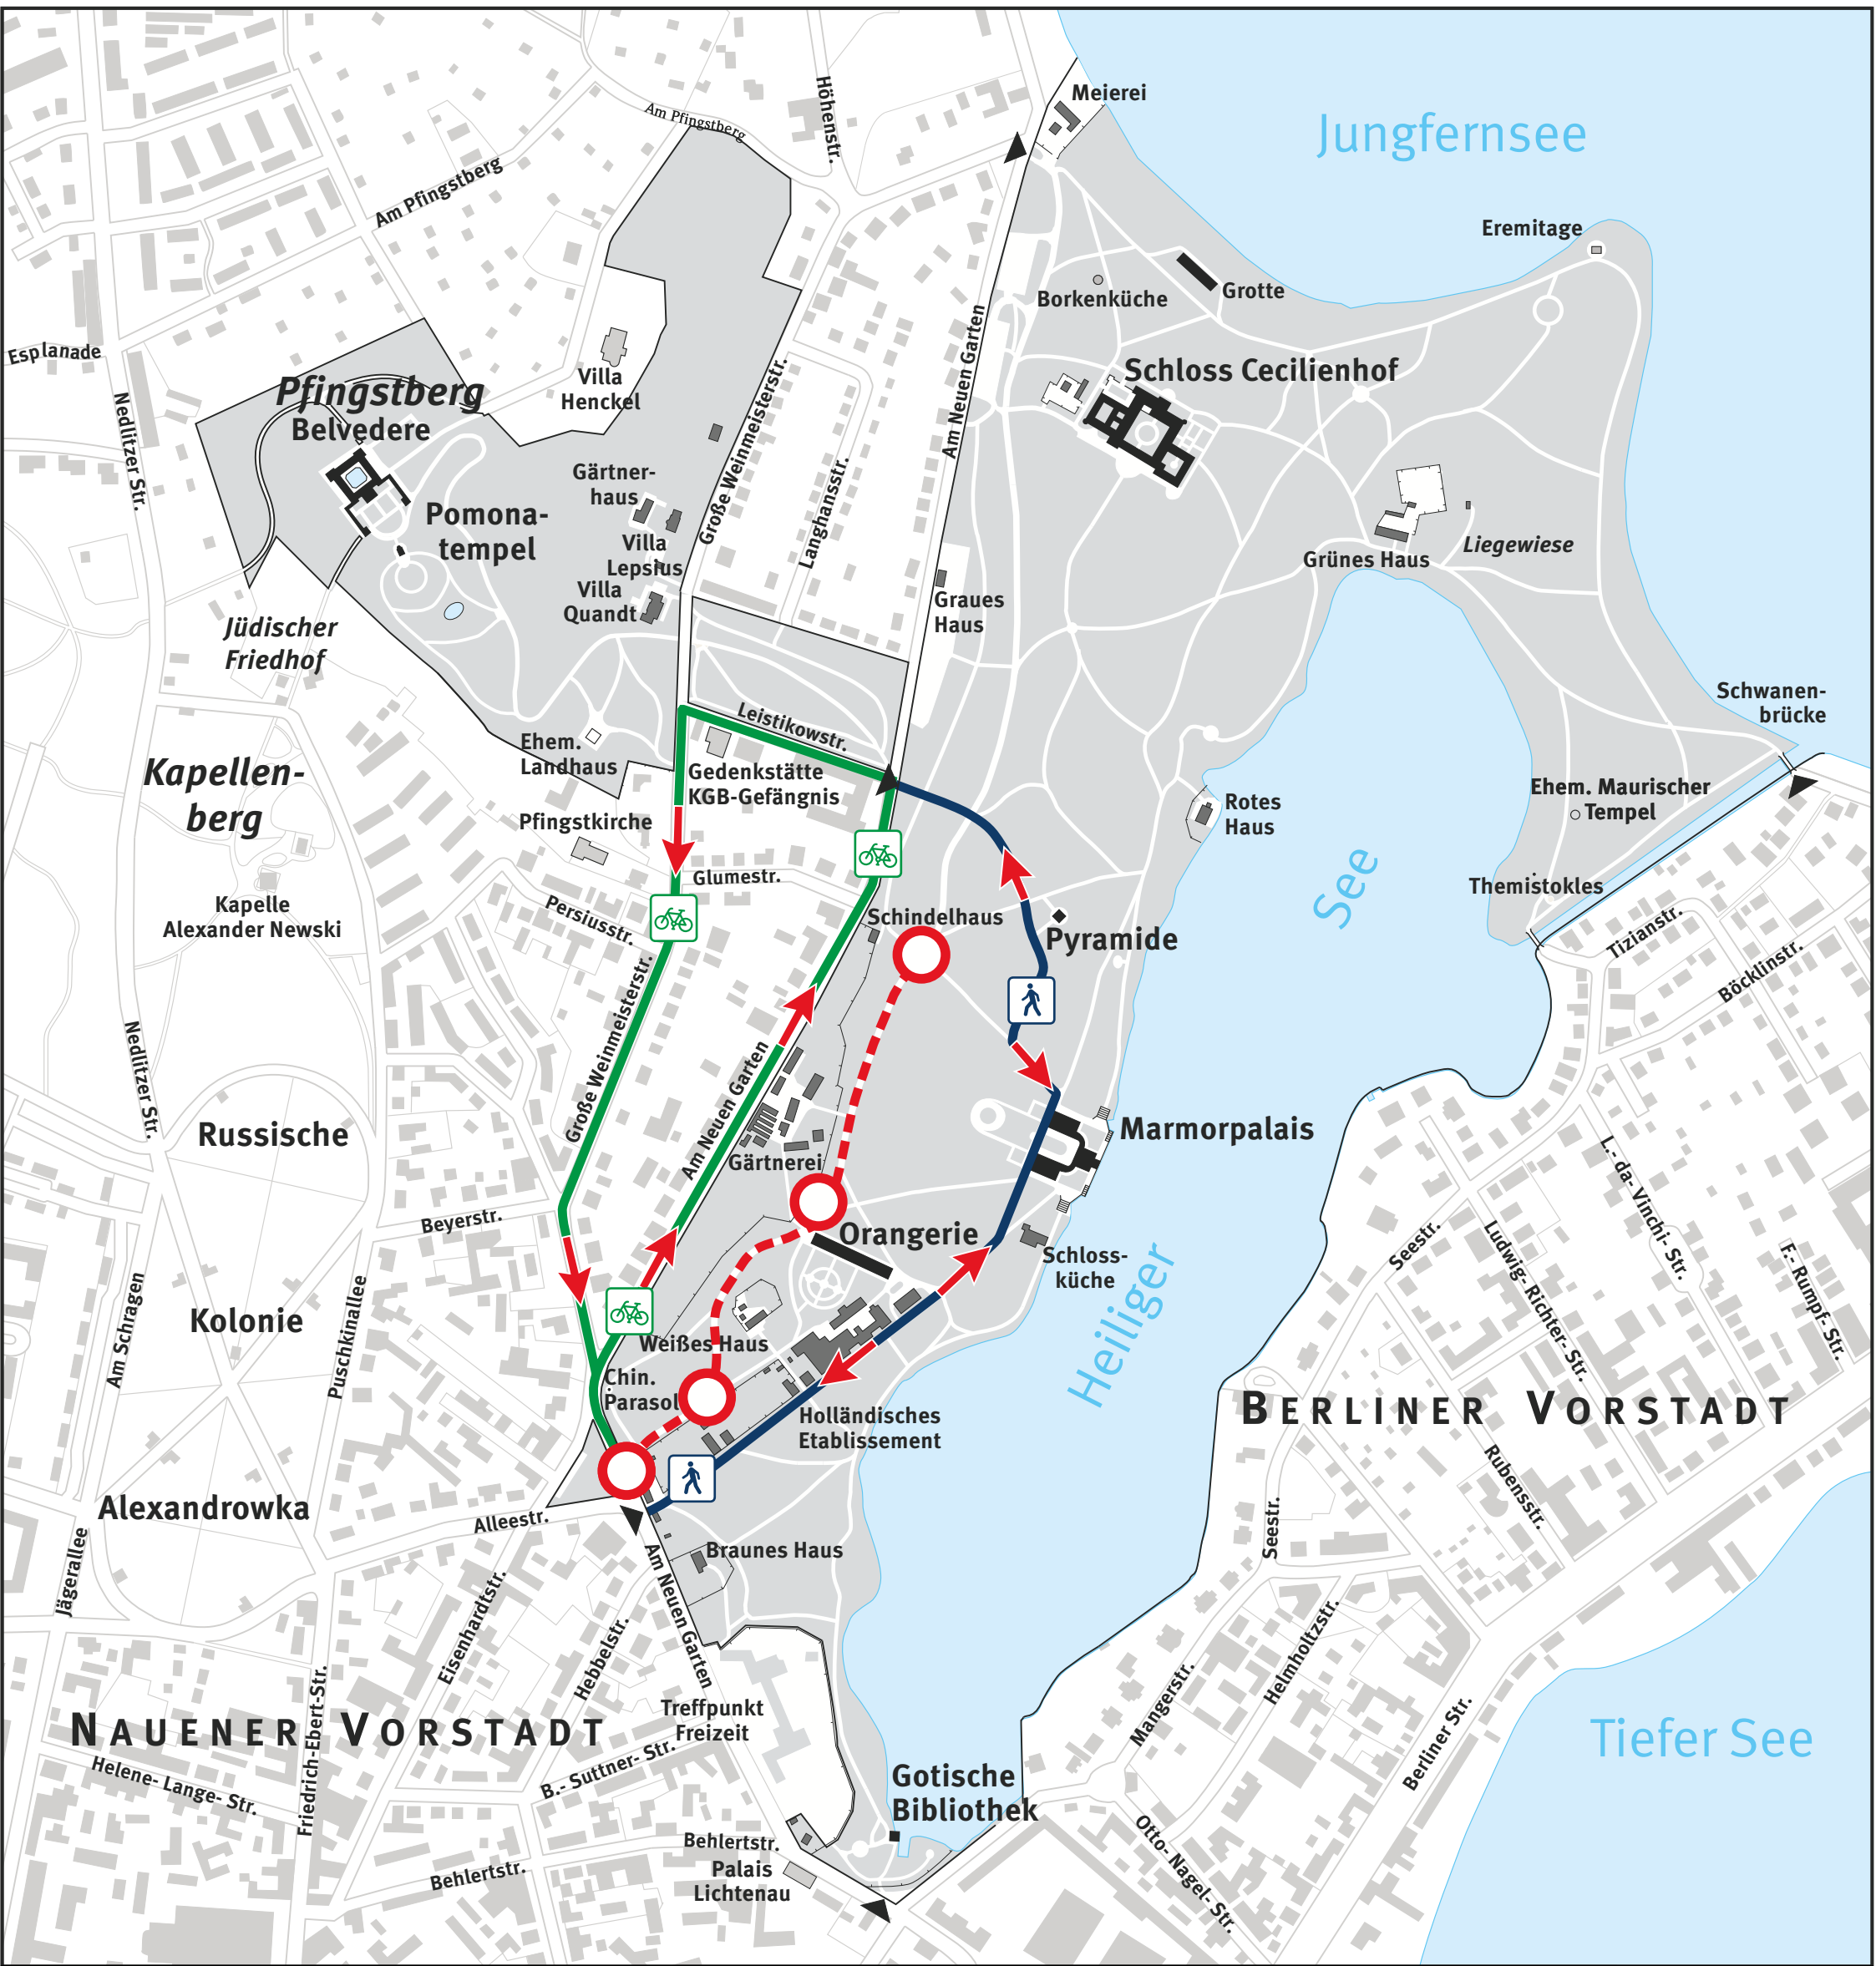 Meierei
Jungfernsee
Höhenstr.
Am Pfingstberg
Am Pfingstberg
Eremitage
Borkenküche
Grotte
Esplanade
Am Neuen Garten
Schloss Cecilienhof
Villa
Henckel
Pfingstberg
Belvedere
Nedlitzer Str.
Große Weinmeisterstr.
Gärtner-
haus
Langhansstr.
Pomona-
tempel
Villa
Lepsius
Villa
Quandt
Grünes Haus
Liegewiese
Graues
Haus
Jüdischer
Friedhof
Schwanen-
brücke
Leistikowstr.
Ehem.
Landhaus
Gedenkstätte
KGB-Gefängnis
Kapellen-
berg
Ehem. Maurischer
Tempel
Rotes
Haus
Pfingstkirche
Glumestr.
See
Themistokles
Kapelle
Alexander Newski
Persiusstr.
Schindelhaus
Pyramide
Tizianstr.
Böcklinstr.
Große Weinmeisterstr.
Nedlitzer Str.
Am Neuen Garten
Russische
Marmorpalais
Gärtnerei
L.- da- Vinchi- Str.
Beyerstr.
Orangerie
Seestr.
Ludwig- Richter- Str.
F.- Rumpf- Str.
Schloss-
küche
Heiliger
Am Schragen
Kolonie
Puschkinallee
Weißes Haus
Chin.
Parasol
Holländisches
Etablissement
BERLINER VORSTADT
Rubensstr.
Alexandrowka
Alleestr.
Seestr.
Jägerallee
Braunes Haus
Am Neuen Garten
Eisenhardtstr.
Hebbelstr.
Helmholtzstr.
Mangerstr.
Treffpunkt
Freizeit
NAUENER VORSTADT
Friedrich-Ebert-Str.
Berliner Str.
Tiefer See
B.- Suttner- Str.
Helene- Lange- Str.
Gotische
Bibliothek
Otto- Nagel- Str.
Behlertstr.
Behlertstr.
Palais
Lichtenau